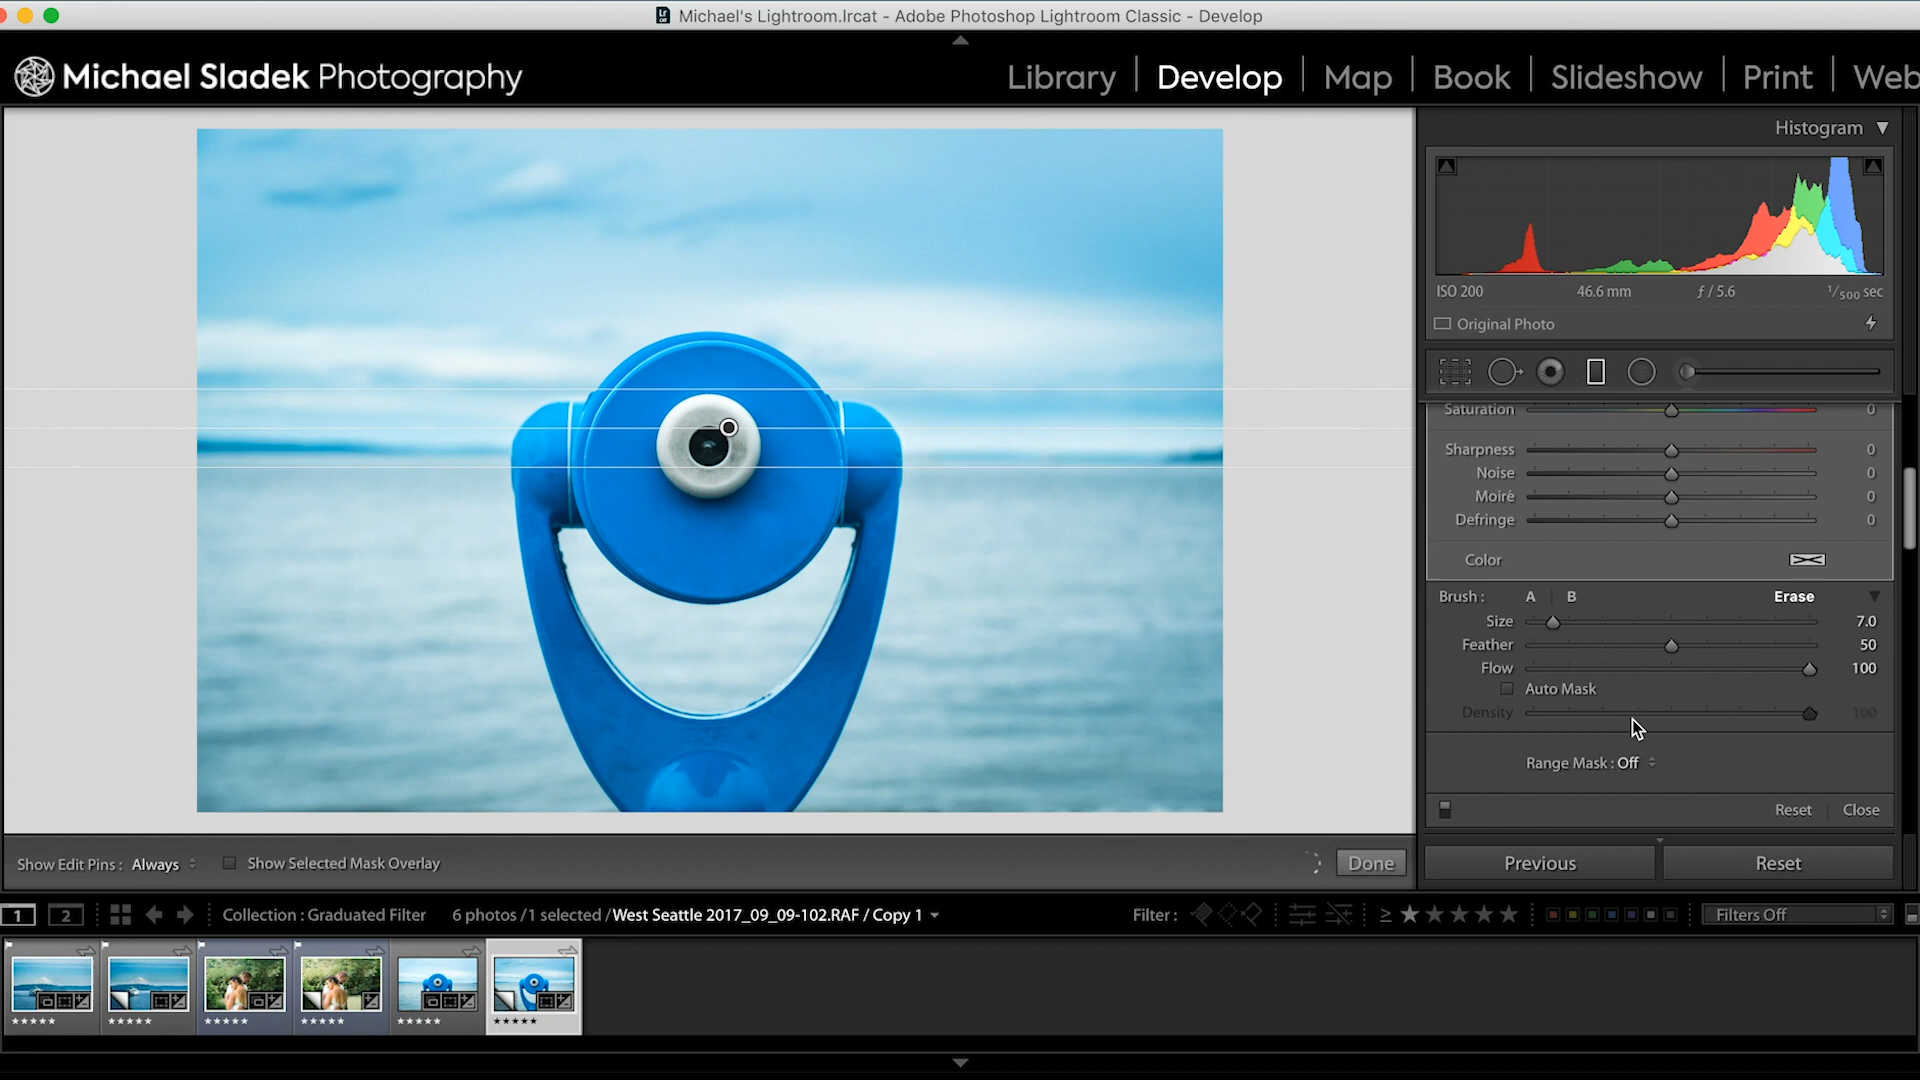 Michael's Lightroom.lrcat - Adobe Photoshop Lightroom Classic - Develop
Michael Sladek Photography
Library | Develop | Map | Book | Slideshow | Print | Web
Histogram
ISO 200 46.6 mm ƒ / 5.6 1/500 sec
Original Photo
Saturation 0
Sharpness 0
Noise 0
Moiré 0
Defringe 0
Color
Brush : A B Erase
Size 7.0
Feather 50
Flow 100
Auto Mask
Density 100
Range Mask : Off
Reset Close
Show Edit Pins : Always Show Selected Mask Overlay Done
Previous Reset
1 2 Collection : Graduated Filter 6 photos / 1 selected / West Seattle 2017_09_09-102.RAF / Copy 1 Filter : ≥ Filters Off